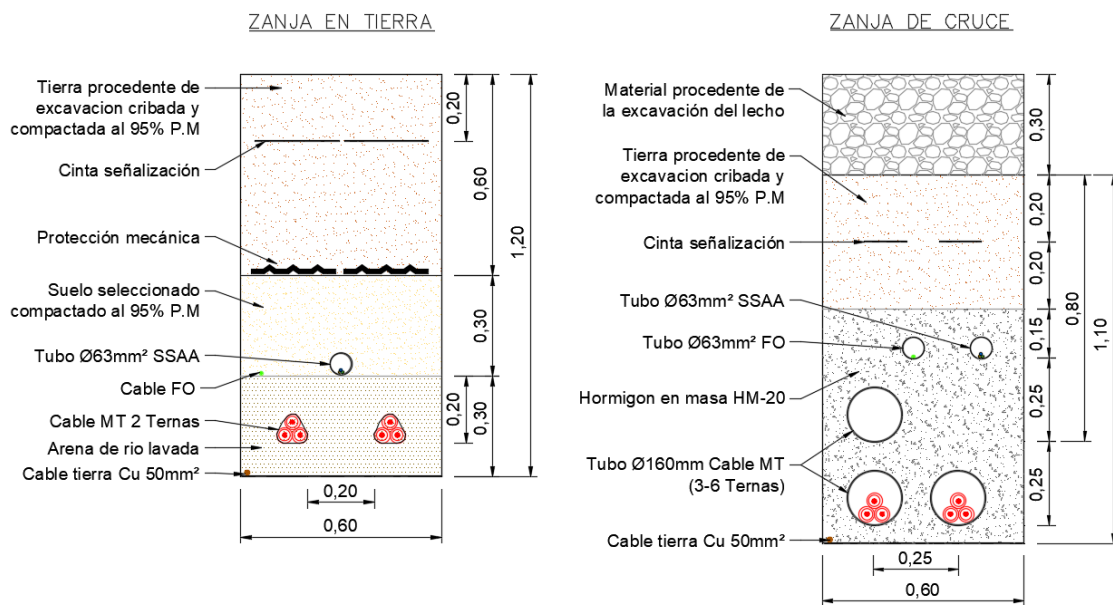 ZANJA EN TIERRA
Tierra procedente de
excavacion cribada y
compactada al 95% P.M
Cinta señalización
Protección mecánica
Suelo seleccionado
compactado al 95% P.M
Tubo Ø63mm² SSAA
Cable FO
Cable MT 2 Ternas
Arena de rio lavada
Cable tierra Cu 50mm²
0,20
0,60
1,20
0,30
0,20
0,30
0,20
0,60
ZANJA DE CRUCE
Material procedente de
la excavación del lecho
Tierra procedente de
excavacion cribada y
compactada al 95% P.M
Cinta señalización
Tubo Ø63mm² SSAA
Tubo Ø63mm² FO
Hormigon en masa HM-20
Tubo Ø160mm Cable MT
(3-6 Ternas)
Cable tierra Cu 50mm²
0,30
0,20
0,20
0,15
0,80
1,10
0,25
0,25
0,25
0,60